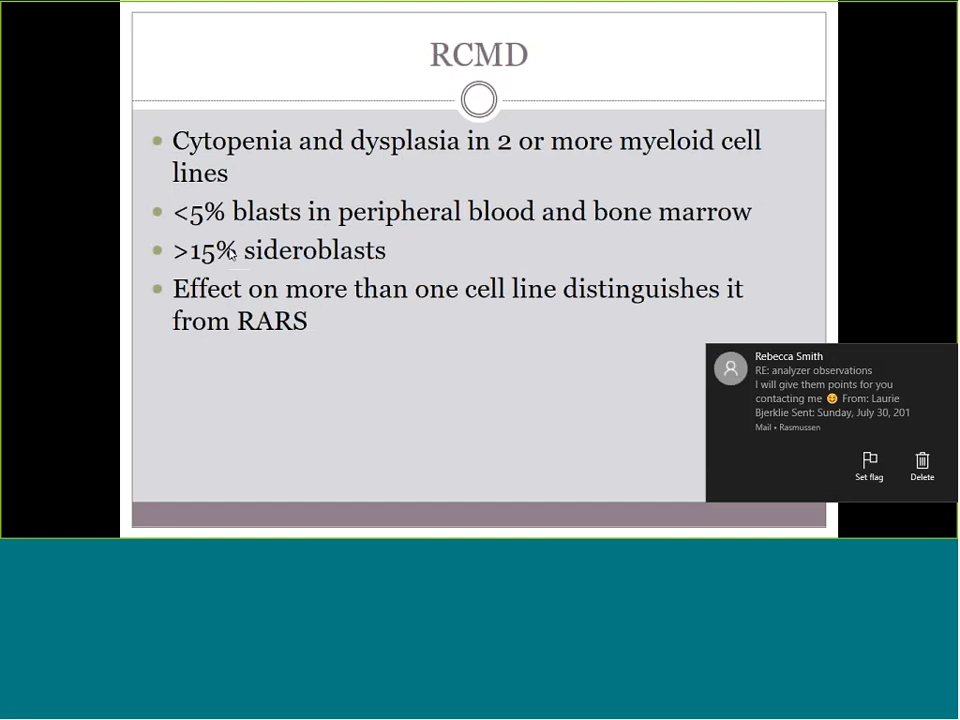 RCMD
Cytopenia and dysplasia in 2 or more myeloid cell
lines
<5% blasts in peripheral blood and bone marrow
>15% sideroblasts
Effect on more than one cell line distinguishes it
from RARS
Rebecca Smith
RE: analyzer observations
I will give them points for you
contacting me 😊 From: Laurie
Bjerklie Sent: Sunday, July 30, 201
Mail • Rasmussen
Set flag
Delete